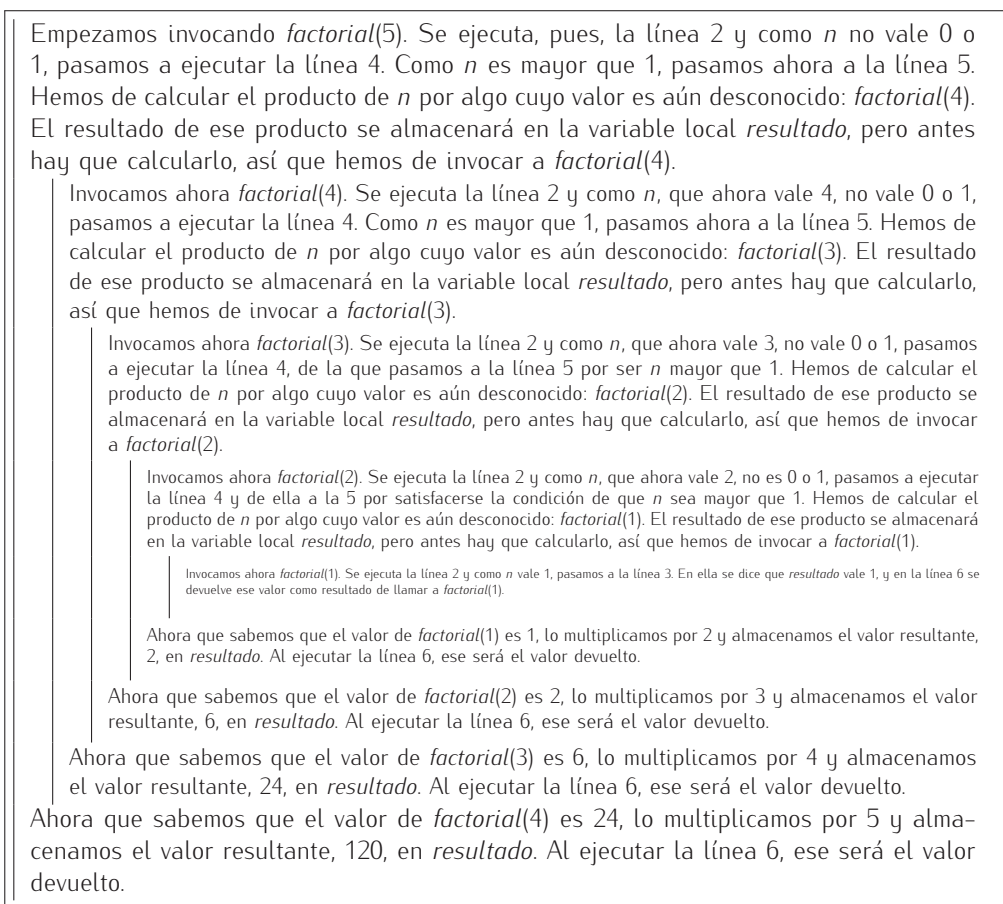 Empezamos invocando factorial(5). Se ejecuta, pues, la línea 2 y como n no vale 0 o
1, pasamos a ejecutar la línea 4. Como n es mayor que 1, pasamos ahora a la línea 5.
Hemos de calcular el producto de n por algo cuyo valor es aún desconocido: factorial(4).
El resultado de ese producto se almacenará en la variable local resultado, pero antes
hay que calcularlo, así que hemos de invocar a factorial(4).
Invocamos ahora factorial(4). Se ejecuta la línea 2 y como n, que ahora vale 4, no vale 0 o 1,
pasamos a ejecutar la línea 4. Como n es mayor que 1, pasamos ahora a la línea 5. Hemos de
calcular el producto de n por algo cuyo valor es aún desconocido: factorial(3). El resultado
de ese producto se almacenará en la variable local resultado, pero antes hay que calcularlo,
así que hemos de invocar a factorial(3).
Invocamos ahora factorial(3). Se ejecuta la línea 2 y como n, que ahora vale 3, no vale 0 o 1, pasamos
a ejecutar la línea 4, de la que pasamos a la línea 5 por ser n mayor que 1. Hemos de calcular el
producto de n por algo cuyo valor es aún desconocido: factorial(2). El resultado de ese producto se
almacenará en la variable local resultado, pero antes hay que calcularlo, así que hemos de invocar
a factorial(2).
Invocamos ahora factorial(2). Se ejecuta la línea 2 y como n, que ahora vale 2, no es 0 o 1, pasamos a ejecutar
la línea 4 y de ella a la 5 por satisfacerse la condición de que n sea mayor que 1. Hemos de calcular el
producto de n por algo cuyo valor es aún desconocido: factorial(1). El resultado de ese producto se almacenará
en la variable local resultado, pero antes hay que calcularlo, así que hemos de invocar a factorial(1).
Invocamos ahora factorial(1). Se ejecuta la línea 2 y como n vale 1, pasamos a la línea 3. En ella se dice que resultado vale 1, y en la línea 6 se
devuelve ese valor como resultado de llamar a factorial(1).
Ahora que sabemos que el valor de factorial(1) es 1, lo multiplicamos por 2 y almacenamos el valor resultante,
2, en resultado. Al ejecutar la línea 6, ese será el valor devuelto.
Ahora que sabemos que el valor de factorial(2) es 2, lo multiplicamos por 3 y almacenamos el valor
resultante, 6, en resultado. Al ejecutar la línea 6, ese será el valor devuelto.
Ahora que sabemos que el valor de factorial(3) es 6, lo multiplicamos por 4 y almacenamos
el valor resultante, 24, en resultado. Al ejecutar la línea 6, ese será el valor devuelto.
Ahora que sabemos que el valor de factorial(4) es 24, lo multiplicamos por 5 y alma-
cenamos el valor resultante, 120, en resultado. Al ejecutar la línea 6, ese será el valor
devuelto.